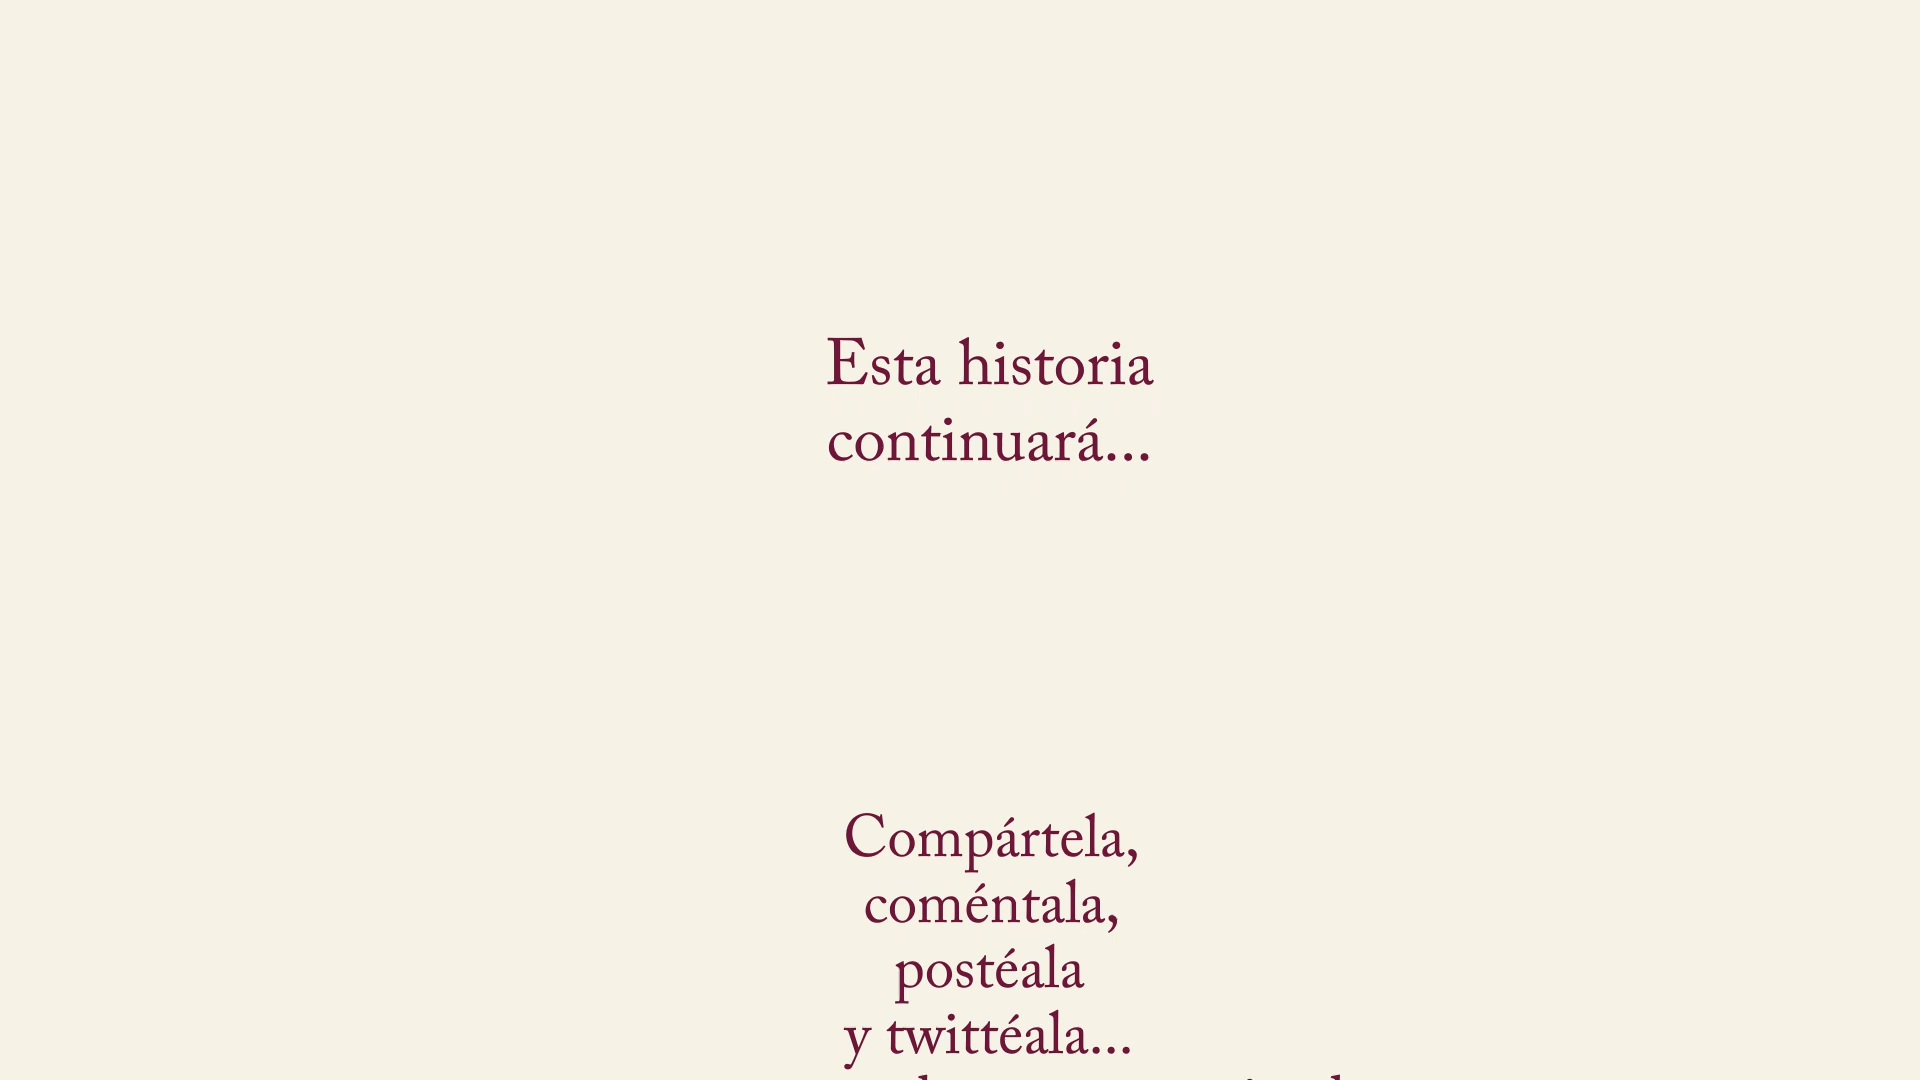 Esta historia
continuará...
Compártela,
coméntala,
postéala
y twittéala...